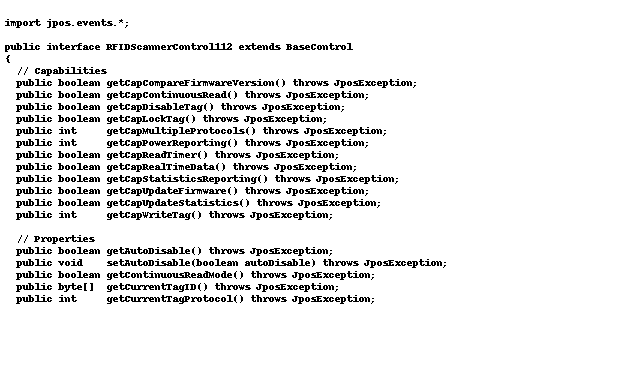 import jpos.events.*;

public interface RFIDScannerControl112 extends BaseControl
{
  // Capabilities
  public boolean getCapCompareFirmwareVersion() throws JposException;
  public boolean getCapContinuousRead() throws JposException;
  public boolean getCapDisableTag() throws JposException;
  public boolean getCapLockTag() throws JposException;
  public int     getCapMultipleProtocols() throws JposException;
  public int     getCapPowerReporting() throws JposException;
  public boolean getCapReadTimer() throws JposException;
  public boolean getCapRealTimeData() throws JposException;
  public boolean getCapStatisticsReporting() throws JposException;
  public boolean getCapUpdateFirmware() throws JposException;
  public boolean getCapUpdateStatistics() throws JposException;
  public int     getCapWriteTag() throws JposException;

  // Properties
  public boolean getAutoDisable() throws JposException;
  public void    setAutoDisable(boolean autoDisable) throws JposException;
  public boolean getContinuousReadMode() throws JposException;
  public byte[]  getCurrentTagID() throws JposException;
  public int     getCurrentTagProtocol() throws JposException;